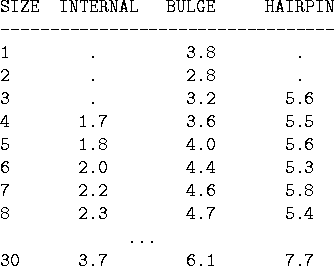 SIZE INTERNAL BULGE HAIRPIN
----------------------------------
1 . 3.8 .
2 . 2.8 .
3 . 3.2 5.6
4 1.7 3.6 5.5
5 1.8 4.0 5.6
6 2.0 4.4 5.3
7 2.2 4.6 5.8
8 2.3 4.7 5.4
...
30 3.7 6.1 7.7